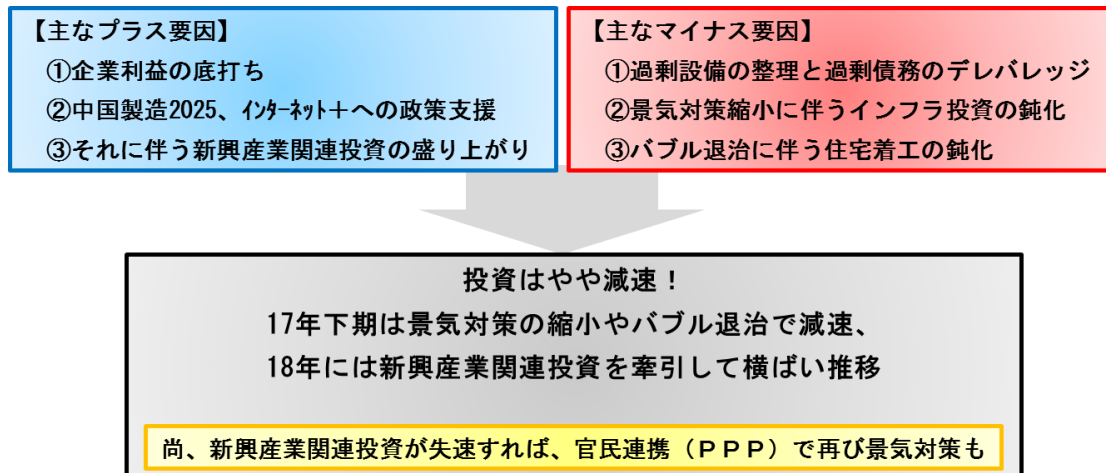 【主なプラス要因】
①企業利益の底打ち
②中国製造2025、ｲﾝﾀｰﾈｯﾄ＋への政策支援
③それに伴う新興産業関連投資の盛り上がり
【主なマイナス要因】
①過剰設備の整理と過剰債務のデレバレッジ
②景気対策縮小に伴うインフラ投資の鈍化
③バブル退治に伴う住宅着工の鈍化
投資はやや減速！
17年下期は景気対策の縮小やバブル退治で減速、
18年には新興産業関連投資を牽引して横ばい推移
尚、新興産業関連投資が失速すれば、官民連携（ＰＰＰ）で再び景気対策も